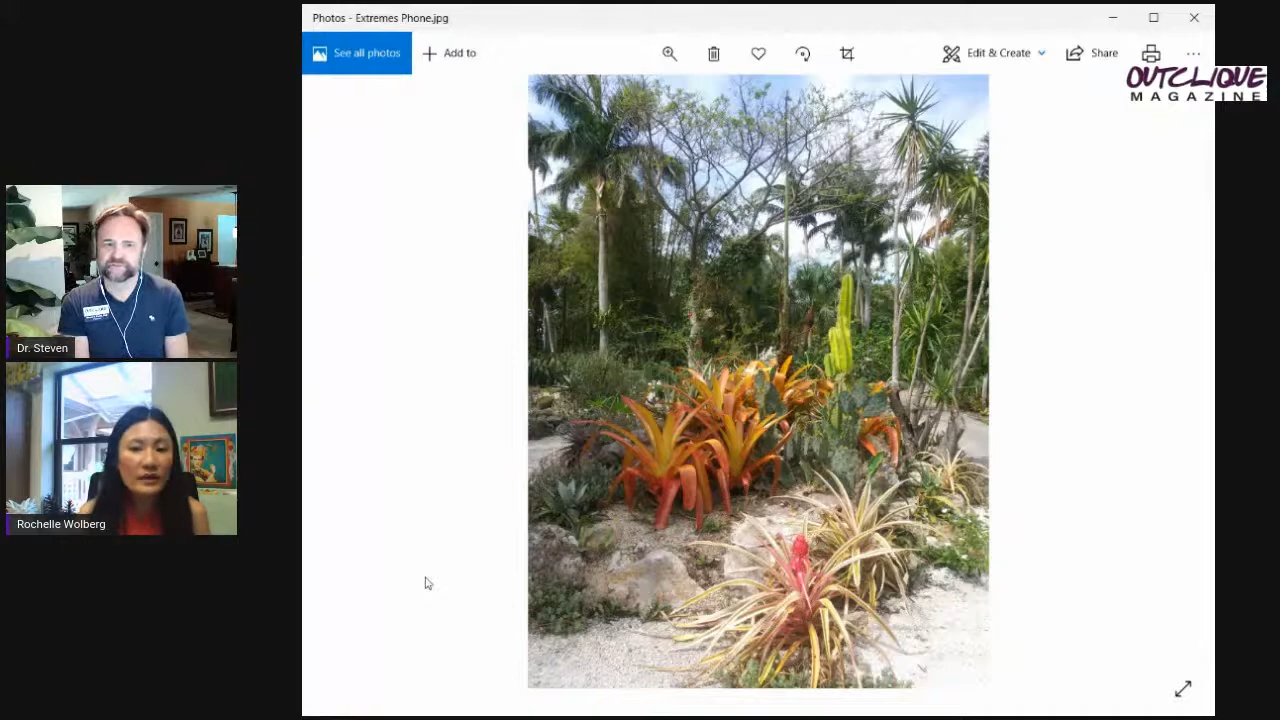 Photos - Extremes Phone.jpg
See all photos
Add to
Edit & Create
Share
OUTCLIQUE
MAGAZINE
Dr. Steven
Rochelle Wolberg